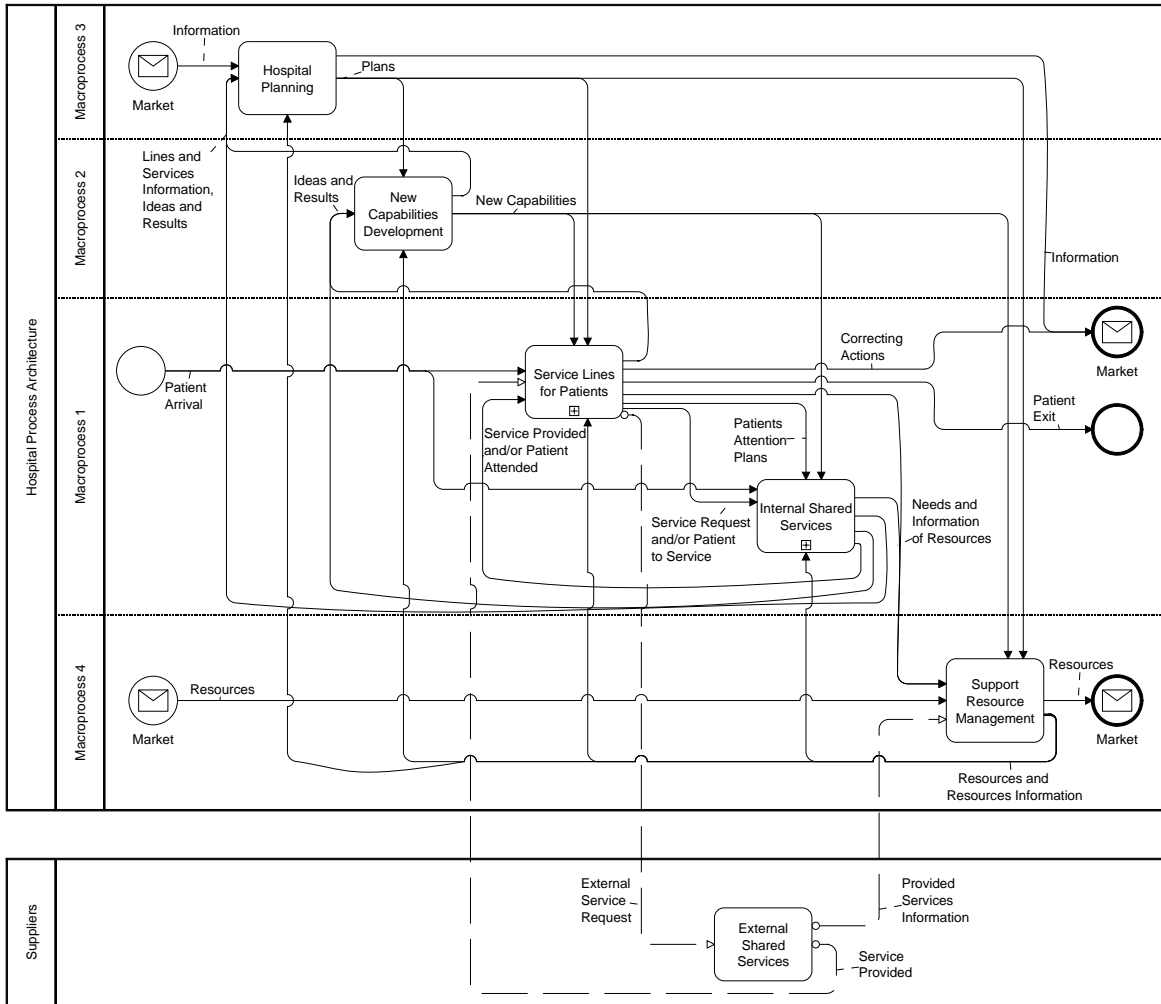 Hospital Process Architecture
Macroprocess 3
Information
Market
Hospital
Planning
Plans
Macroprocess 2
Lines and
Services
Information,
Ideas and
Results
Ideas and
Results
New
Capabilities
Development
New Capabilities
Information
Macroprocess 1
Patient
Arrival
Service Lines
for Patients
Correcting
Actions
Market
Patient
Exit
Service Provided
and/or Patient
Attended
Patients
Attention
Plans
Service Request
and/or Patient
to Service
Internal Shared
Services
Needs and
Information
of Resources
Macroprocess 4
Resources
Market
Support
Resource
Management
Resources
Market
Resources and
Resources Information
Suppliers
External
Service
Request
External
Shared
Services
Provided
Services
Information
Service
Provided